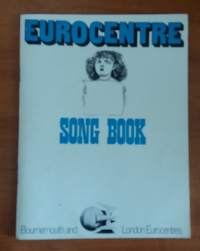 EUROCENTRE
SONG BOOK
Bournemouth and London Eurocentres